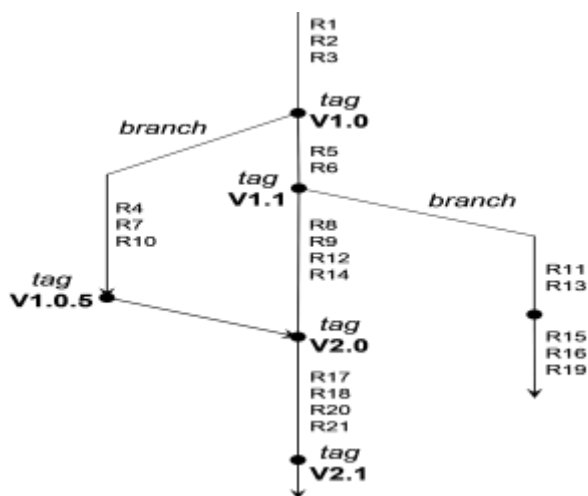 R1
R2
R3
tag
V1.0
branch
R5
R6
tag
V1.1
branch
R4
R7
R10
R8
R9
R12
R14
R11
R13
tag
V1.0.5
tag
V2.0
R15
R16
R19
R17
R18
R20
R21
tag
V2.1